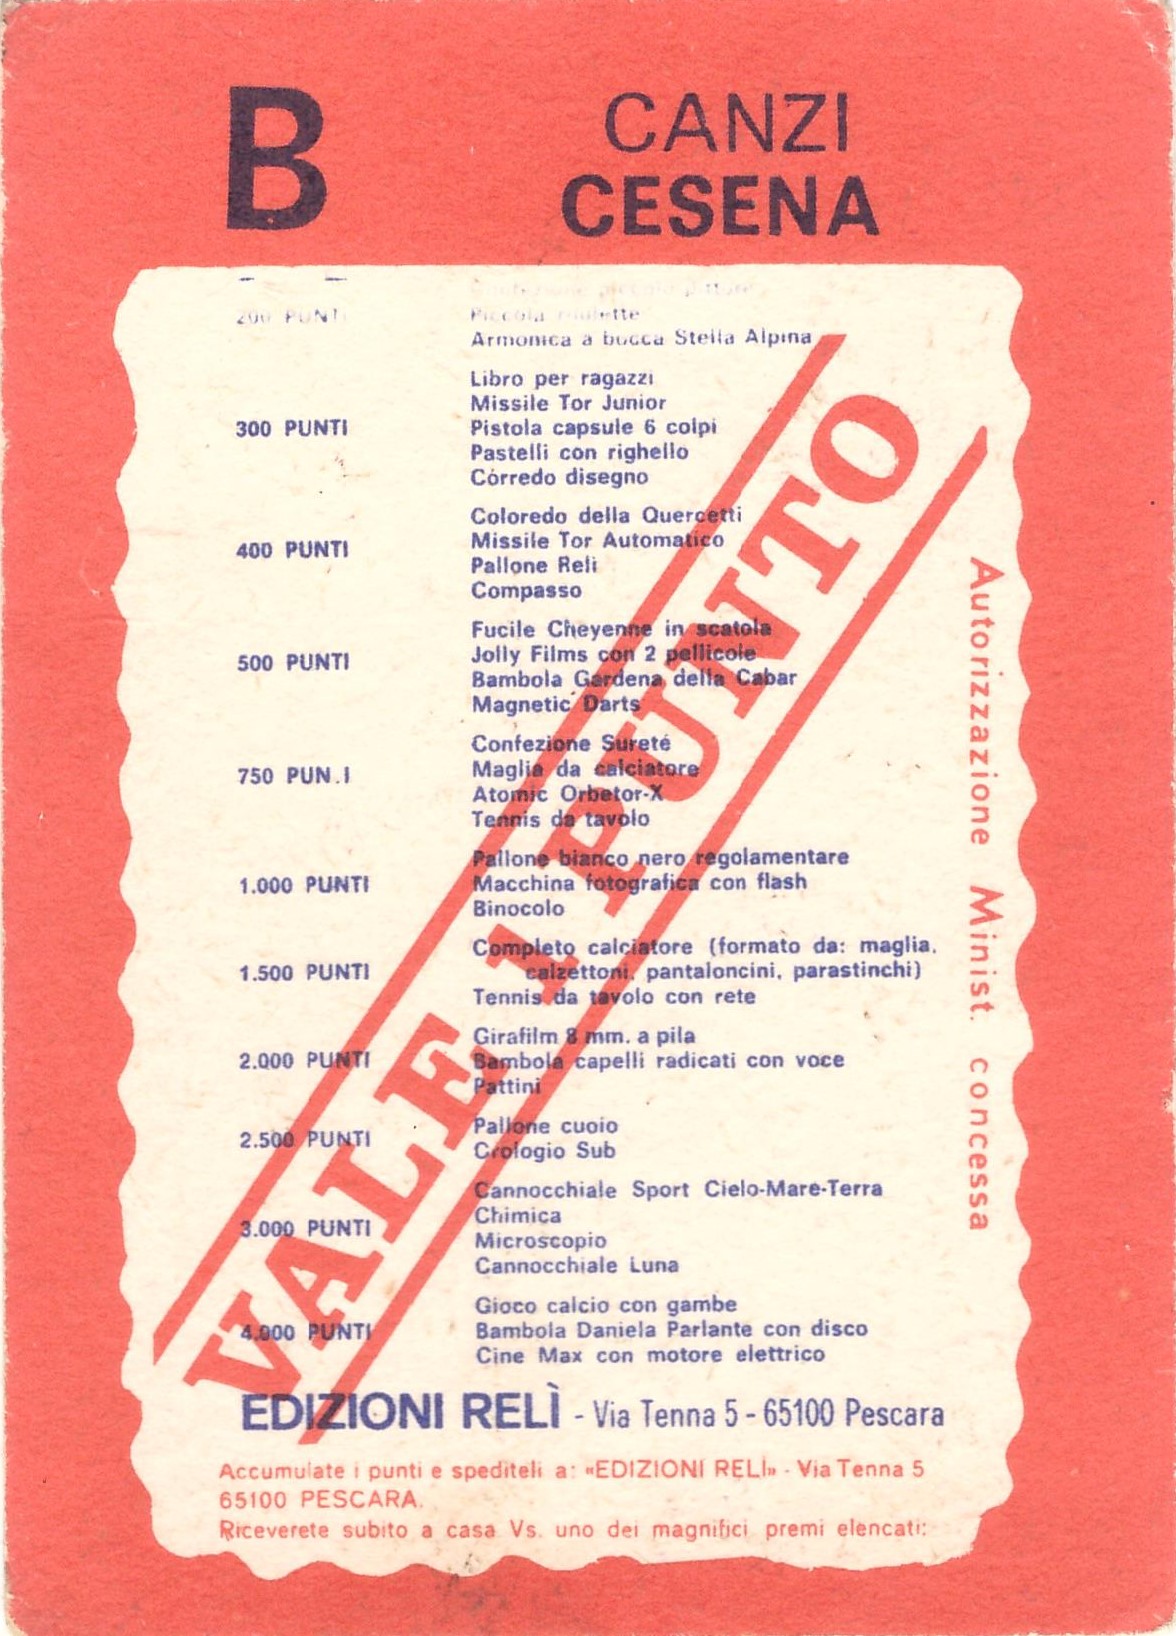 B
CANZI
CESENA
200 PUNTI
Piccola roulette
Armonica a bocca Stella Alpina
300 PUNTI
Libro per ragazzi
Missile Tor Junior
Pistola capsule 6 colpi
Pastelli con righello
Córredo disegno
400 PUNTI
Coloredo della Quercetti
Missile Tor Automatico
Pallone Reli
Compasso
500 PUNTI
Fucile Cheyenne in scatola
Jolly Films con 2 pellicole
Bambola Gardena della Cabar
Magnetic Darts
750 PUN.I
Confezione Sureté
Maglia da calciatore
Atomic Orbetor-X
Tennis da tavolo
1.000 PUNTI
Pallone bianco nero regolamentare
Macchina fotografica con flash
Binocolo
1.500 PUNTI
Completo calciatore (formato da: maglia,
calzettoni, pantaloncini, parastinchi)
Tennis da tavolo con rete
2.000 PUNTI
Girafilm 8 mm. a pila
Bambola capelli radicati con voce
Pattini
2.500 PUNTI
Pallone cuoio
Orologio Sub
3.000 PUNTI
Cannocchiale Sport Cielo-Mare-Terra
Chimica
Microscopio
Cannocchiale Luna
4.000 PUNTI
Gioco calcio con gambe
Bambola Daniela Parlante con disco
Cine Max con motore elettrico
VALE 1 PUNTO
Autorizzazione Minist. concessa
EDIZIONI RELÌ - Via Tenna 5 - 65100 Pescara
Accumulate i punti e spediteli a: «EDIZIONI RELI» - Via Tenna 5
65100 PESCARA.
Riceverete subito a casa Vs. uno dei magnifici premi elencati: